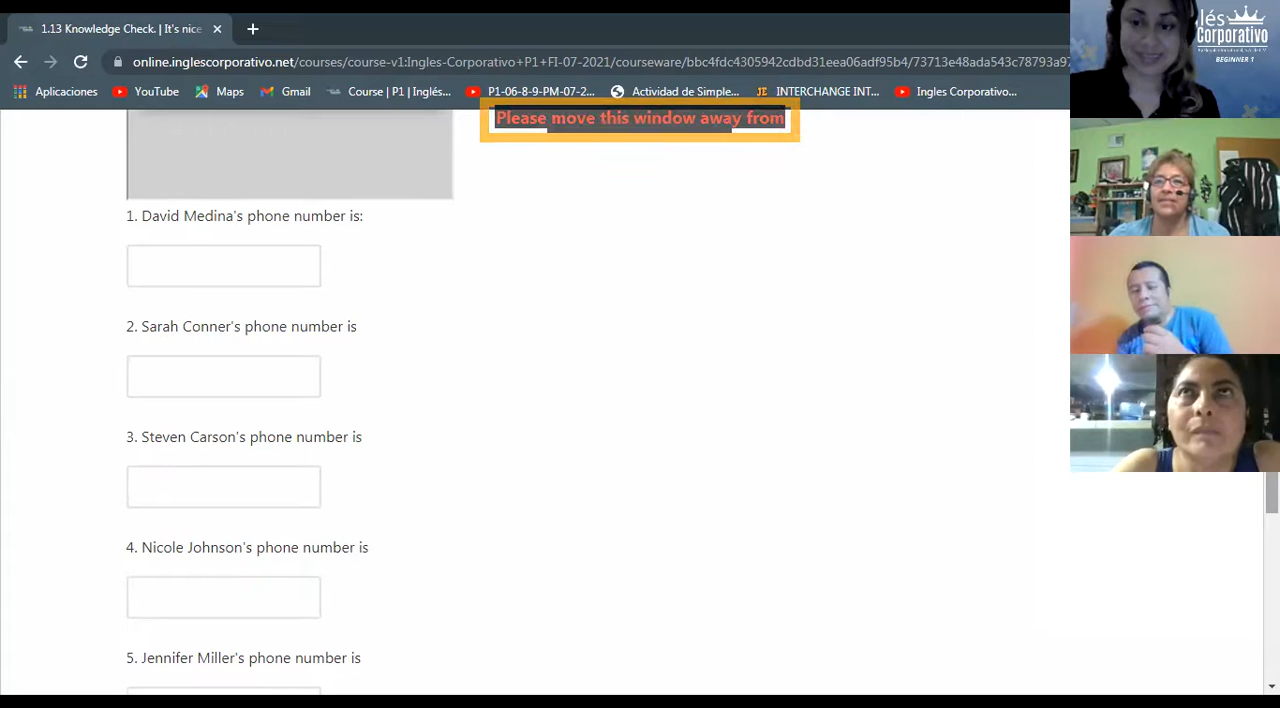 1.13 Knowledge Check. | It's nice
online.inglescorporativo.net/courses/course-v1:Ingles-Corporativo+P1+FI-07-2021/courseware/bbc4fdc4305942cdbd31eea06adf95b4/73713e48ada543c78793a97
Aplicaciones
YouTube
Maps
Gmail
Course | P1 | Inglés...
P1-06-8-9-PM-07-2...
Actividad de Simple...
INTERCHANGE INT...
Ingles Corporativo...
lés
Corporativo
BEGINNER 1
Please move this window away from
1. David Medina's phone number is:
2. Sarah Conner's phone number is
3. Steven Carson's phone number is
4. Nicole Johnson's phone number is
5. Jennifer Miller's phone number is